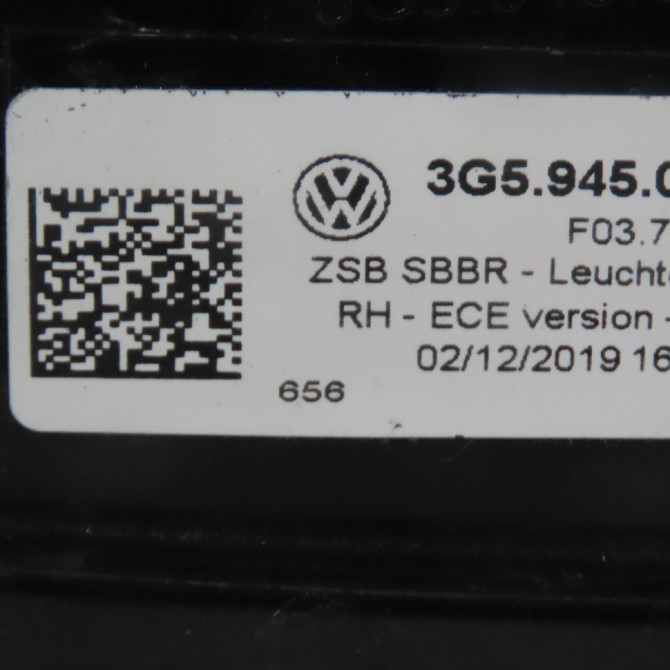 3G5.945.0
F03.7
ZSB SBBR - Leucht
RH - ECE version -
02/12/2019 16
656